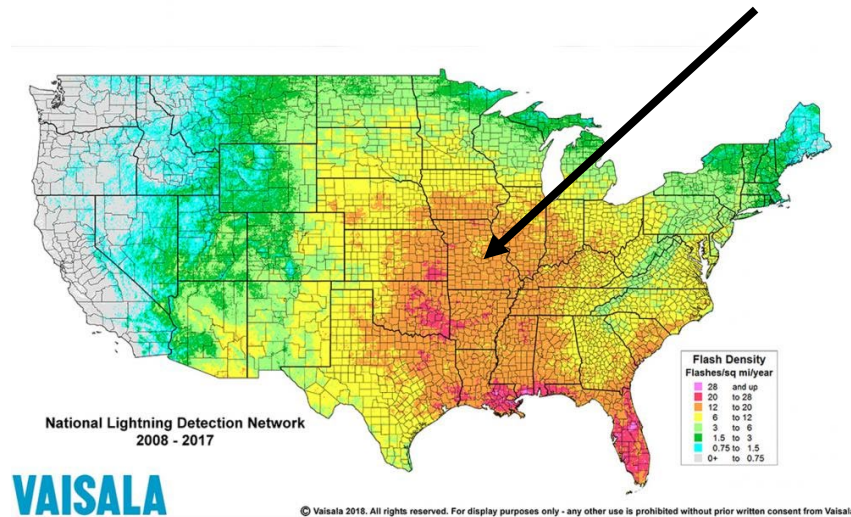 National Lightning Detection Network
2008 - 2017
Flash Density
Flashes/sq mi/year
28 and up
20 to 28
12 to 20
6 to 12
3 to 6
1.5 to 3
0.75 to 1.5
0+ to 0.75
VAISALA
© Vaisala 2018. All rights reserved. For display purposes only - any other use is prohibited without prior written consent from Vaisala